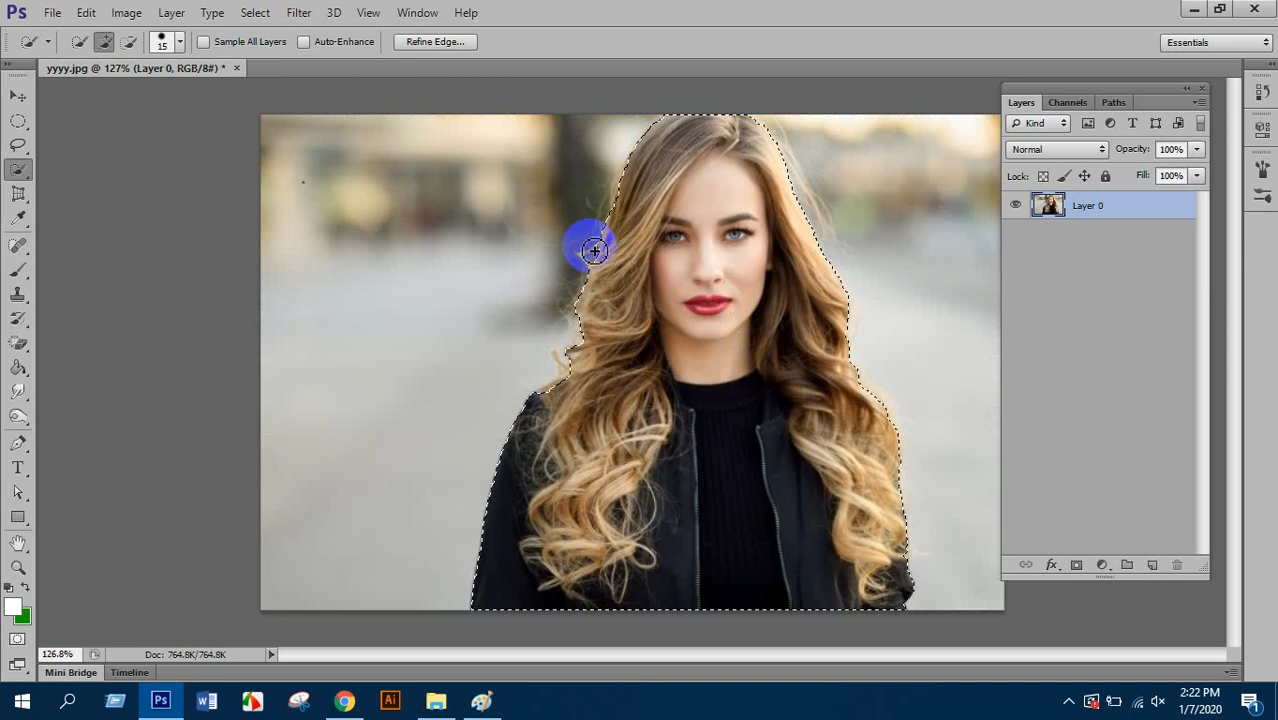 Ps File Edit Image Layer Type Select Filter 3D View Window Help
15 Sample All Layers Auto-Enhance Refine Edge... Essentials
yyyy.jpg @ 127% (Layer 0, RGB/8#) * ×
Layers Channels Paths
Kind T
Normal Opacity: 100%
Lock: Fill: 100%
Layer 0
T
fx
126.8% Doc: 764.8K/764.8K
Mini Bridge Timeline
Ps W Ai
2:22 PM
1/7/2020
1